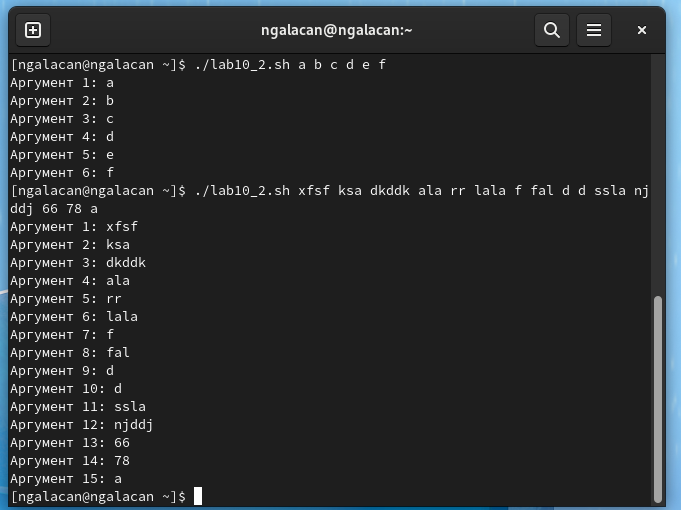 ngalacan@ngalacan:~
[ngalacan@ngalacan ~]$ ./lab10_2.sh a b c d e f
Аргумент 1: a
Аргумент 2: b
Аргумент 3: c
Аргумент 4: d
Аргумент 5: e
Аргумент 6: f
[ngalacan@ngalacan ~]$ ./lab10_2.sh xfsf ksa dkddk ala rr lala f fal d d ssla nj
ddj 66 78 a
Аргумент 1: xfsf
Аргумент 2: ksa
Аргумент 3: dkddk
Аргумент 4: ala
Аргумент 5: rr
Аргумент 6: lala
Аргумент 7: f
Аргумент 8: fal
Аргумент 9: d
Аргумент 10: d
Аргумент 11: ssla
Аргумент 12: njddj
Аргумент 13: 66
Аргумент 14: 78
Аргумент 15: a
[ngalacan@ngalacan ~]$